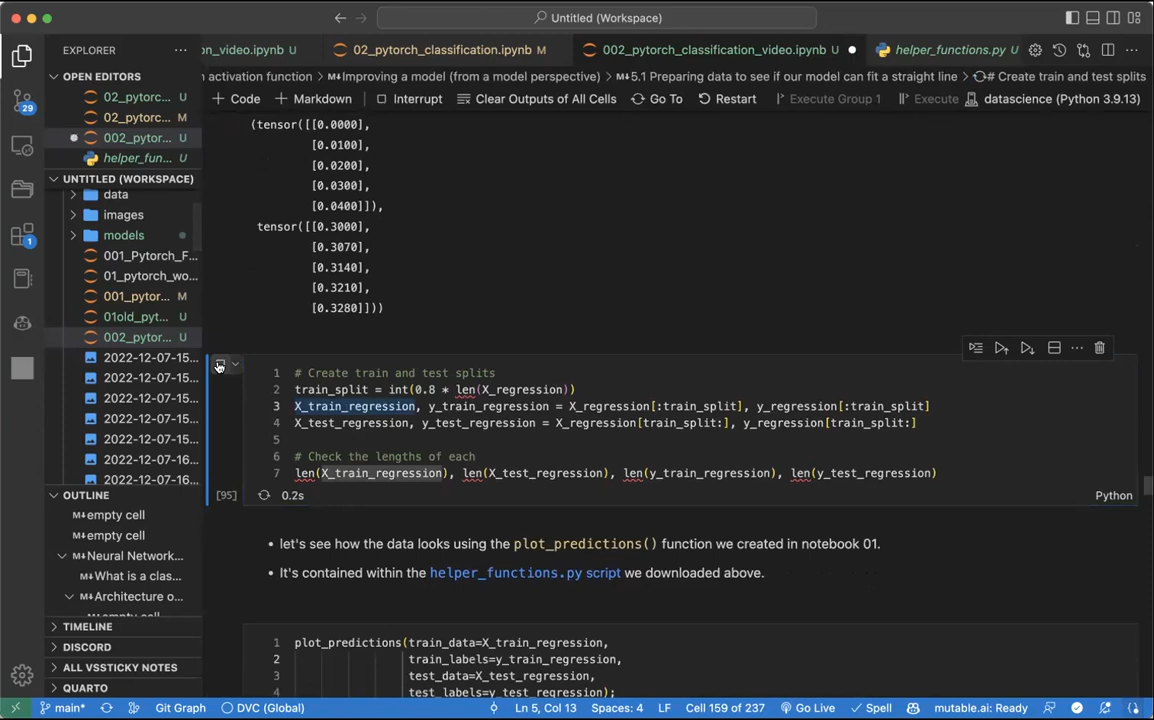 Untitled (Workspace)
EXPLORER
on_video.ipynb U
02_pytorch_classification.ipynb M
002_pytorch_classification_video.ipynb U
helper_functions.py U
OPEN EDITORS
n activation function > Improving a model (from a model perspective) > 5.1 Preparing data to see if our model can fit a straight line > # Create train and test splits
02_pytorc... U
+ Code + Markdown Interrupt Clear Outputs of All Cells Go To Restart Execute Group 1 Execute datascience (Python 3.9.13)
02_pytorc... M
002_pytor... U
helper_fun... U
UNTITLED (WORKSPACE)
data
images
models
001_Pytorch_F...
01_pytorch_wo...
001_pytor... M
01old_pyt... U
002_pytor... U
2022-12-07-15...
2022-12-07-15...
2022-12-07-15...
2022-12-07-15...
2022-12-07-15...
2022-12-07-16...
2022-12-07-15...
OUTLINE
empty cell
empty cell
Neural Network...
What is a clas...
Architecture o...
empty cell
TIMELINE
DISCORD
ALL VSSTICKY NOTES
QUARTO
29
1
(tensor([[0.0000],
[0.0100],
[0.0200],
[0.0300],
[0.0400]]),
tensor([[0.3000],
[0.3070],
[0.3140],
[0.3210],
[0.3280]]))
1 # Create train and test splits
2 train_split = int(0.8 * len(X_regression))
3 X_train_regression, y_train_regression = X_regression[:train_split], y_regression[:train_split]
4 X_test_regression, y_test_regression = X_regression[train_split:], y_regression[train_split:]
5
6 # Check the lengths of each
7 len(X_train_regression), len(X_test_regression), len(y_train_regression), len(y_test_regression)
[95] 0.2s Python
• let's see how the data looks using the plot_predictions() function we created in notebook 01.
• It's contained within the helper_functions.py script we downloaded above.
1 plot_predictions(train_data=X_train_regression,
2 train_labels=y_train_regression,
3 test_data=X_test_regression,
4 test_labels=y_test_regression);
main* Git Graph DVC (Global) Ln 5, Col 13 Spaces: 4 LF Cell 159 of 237 Go Live Spell mutable.ai: Ready